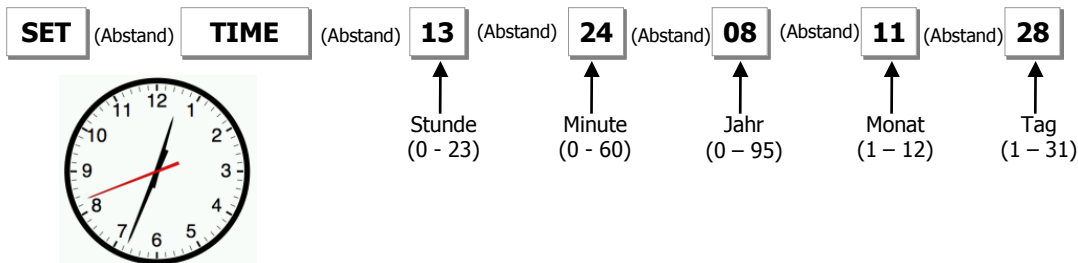 SET (Abstand) TIME (Abstand) 13 (Abstand) 24 (Abstand) 08 (Abstand) 11 (Abstand) 28
Stunde Minute Jahr Monat Tag
(0 - 23) (0 - 60) (0 – 95) (1 – 12) (1 – 31)
12
11 1
10 2
9 3
8 4
7 5
6